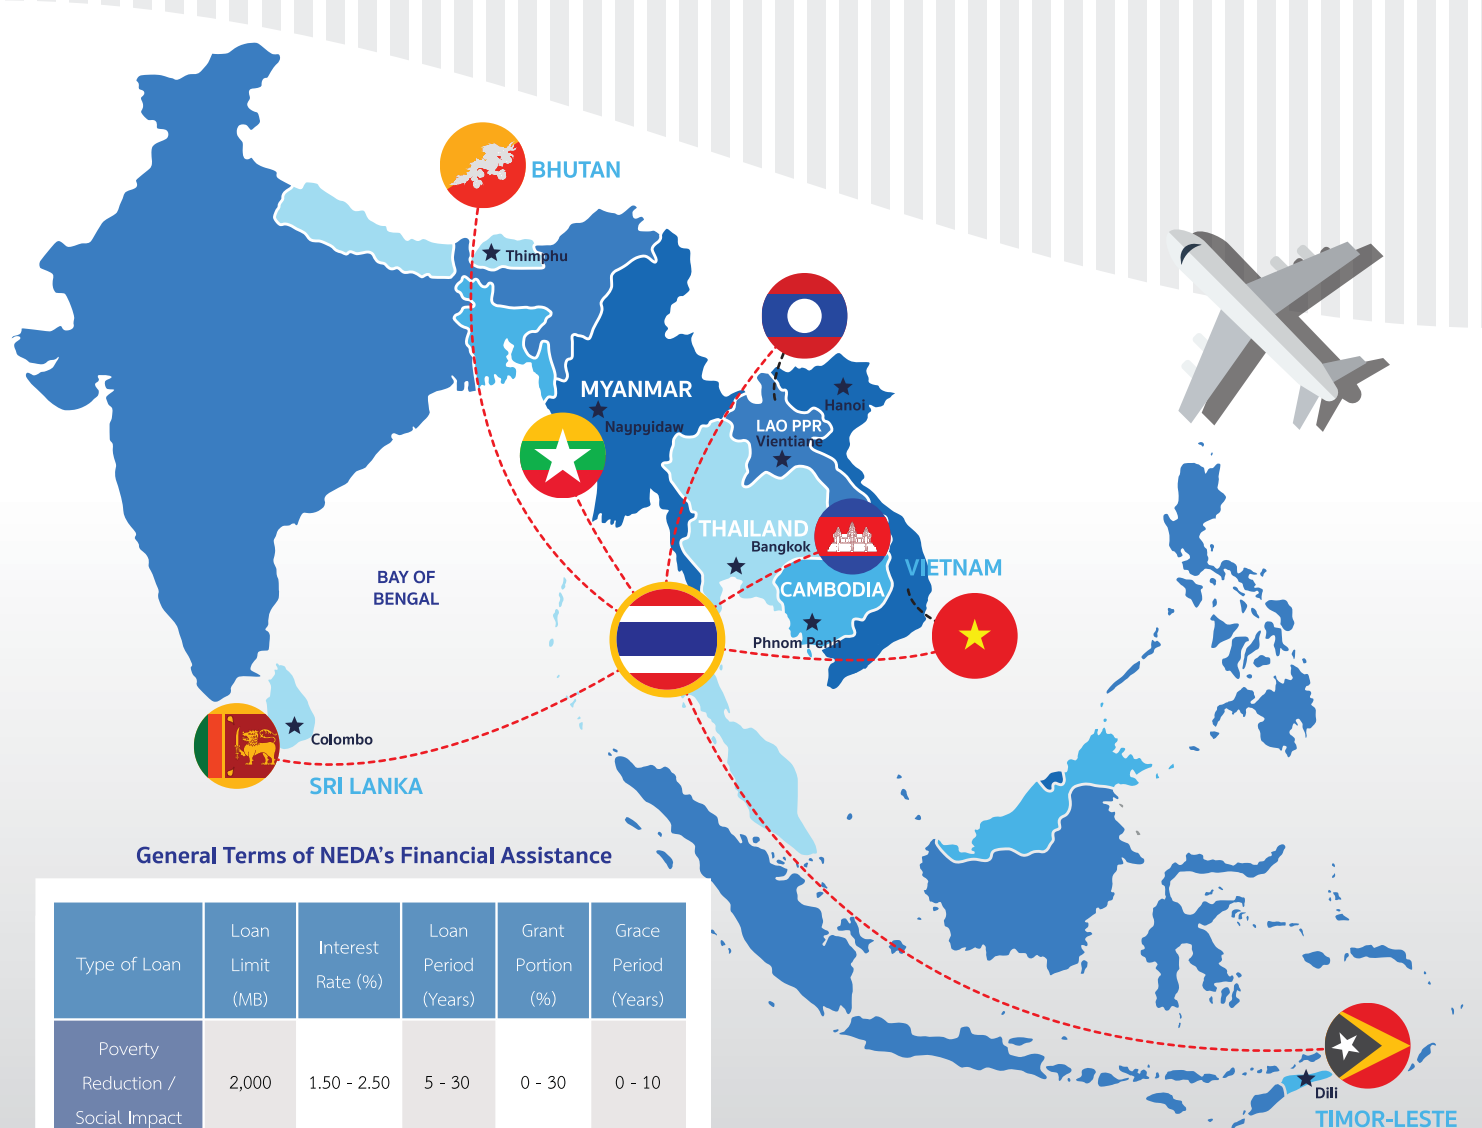 BHUTAN
Thimphu
MYANMAR
Naypyidaw
Hanoi
LAO PPR
Vientiane
THAILAND
Bangkok
VIETNAM
CAMBODIA
Phnom Penh
BAY OF
BENGAL
Colombo
SRI LANKA
General Terms of NEDA's Financial Assistance
Type of Loan
Loan
Limit
(MB)
Interest
Rate (%)
Loan
Period
(Years)
Grant
Portion
(%)
Grace
Period
(Years)
Poverty
Reduction /
Social Impact
2,000
1.50 - 2.50
5 - 30
0 - 30
0 - 10
Dili
TIMOR-LESTE